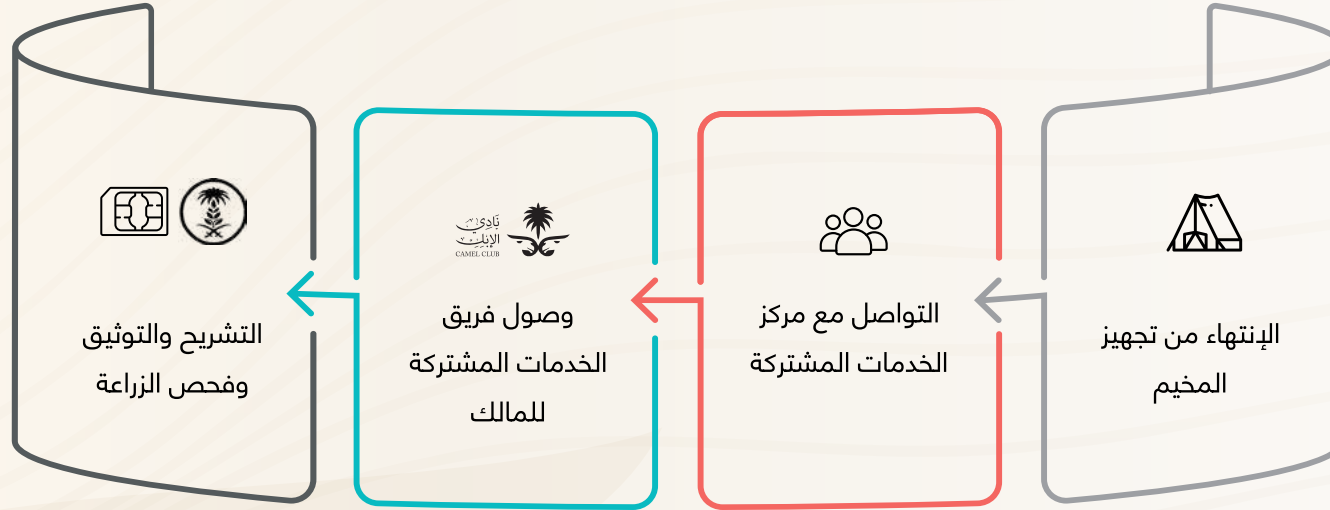 الإنتهاء من تجهيز
المخيم
التواصل مع مركز
الخدمات المشتركة
نادي
الإبل
CAMEL CLUB
وصول فريق
الخدمات المشتركة
للمالك
التشريح والتوثيق
وفحص الزراعة